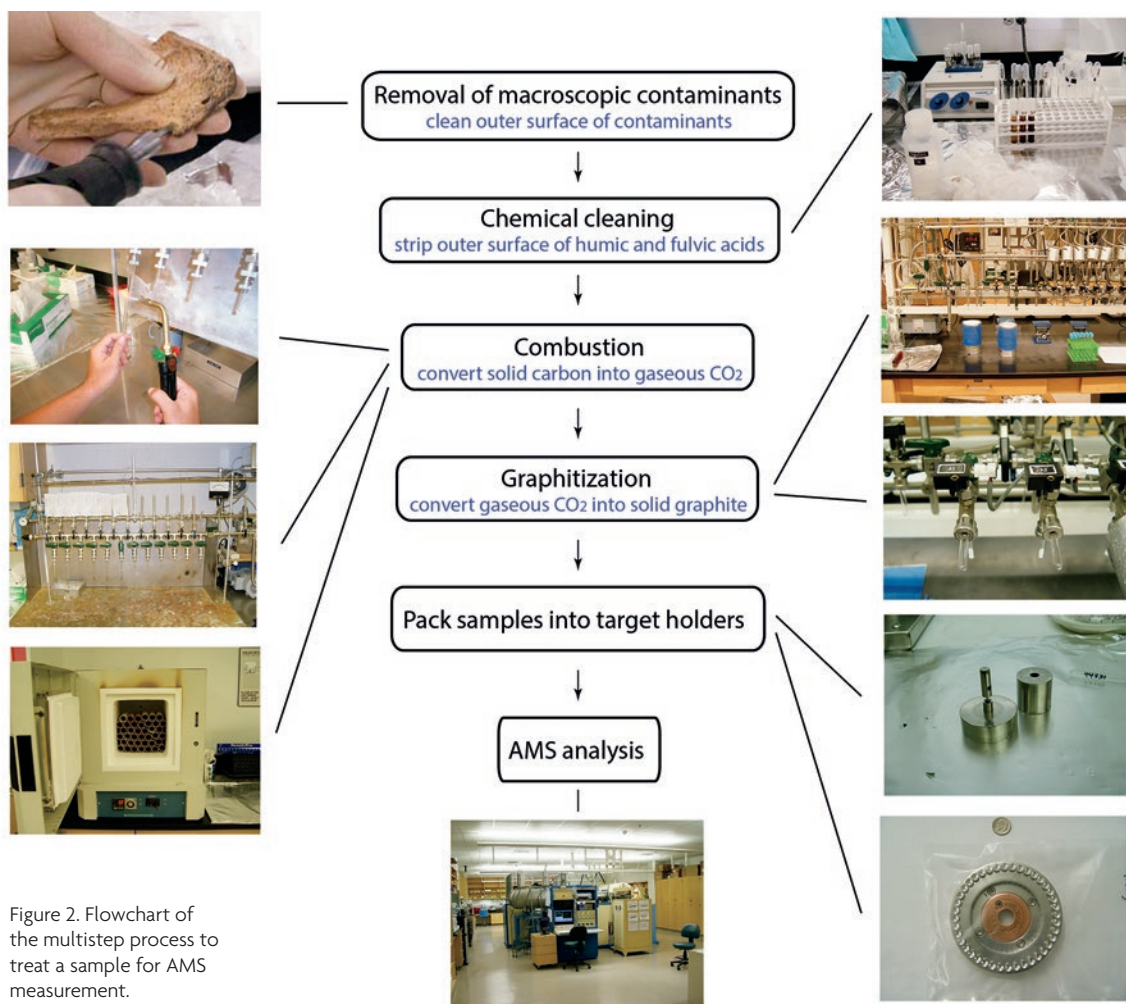 Removal of macroscopic contaminants
clean outer surface of contaminants
Chemical cleaning
strip outer surface of humic and fulvic acids
Combustion
convert solid carbon into gaseous CO2
Graphitization
convert gaseous CO2 into solid graphite
Pack samples into target holders
AMS analysis
Figure 2. Flowchart of
the multistep process to
treat a sample for AMS
measurement.